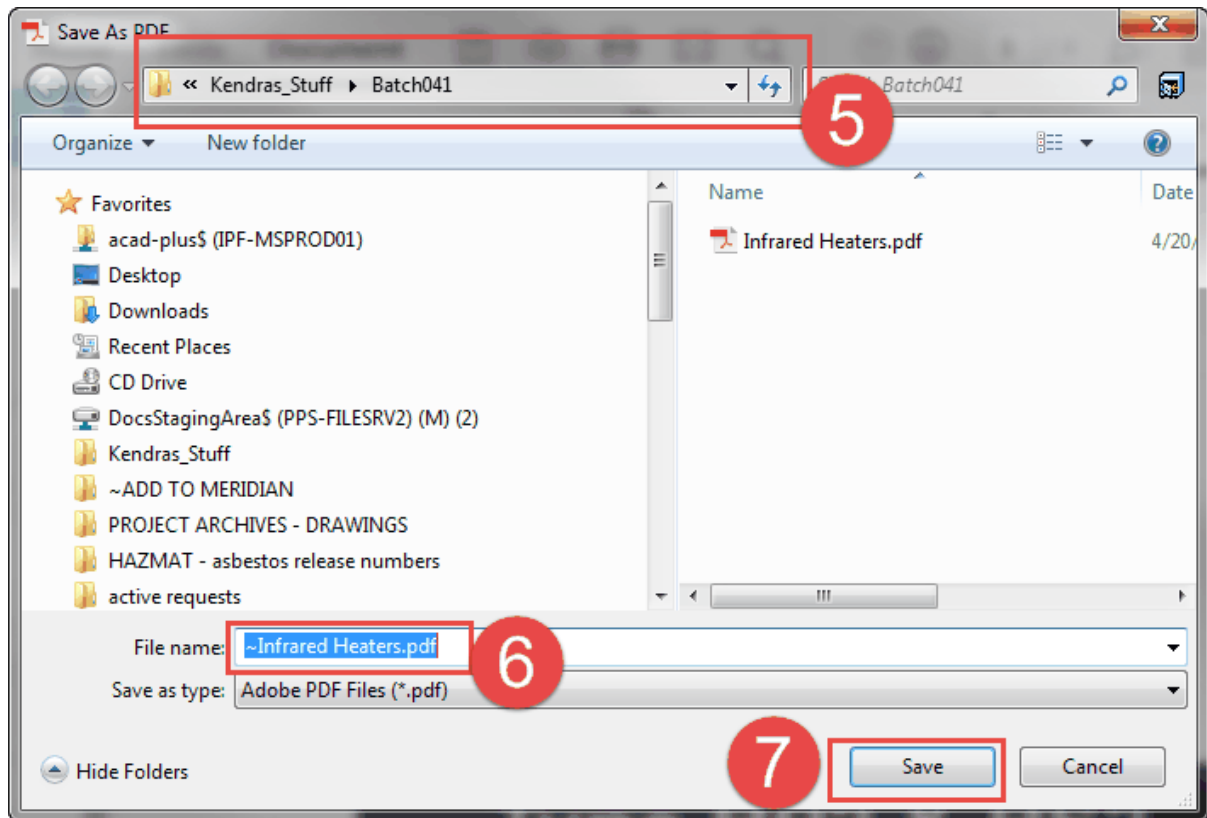 Save As PDF
« Kendras_Stuff ▸ Batch041
Batch041
5
Organize
New folder
Favorites
acad-plus$ (IPF-MSPROD01)
Desktop
Downloads
Recent Places
CD Drive
DocsStagingArea$ (PPS-FILESRV2) (M) (2)
Kendras_Stuff
~ADD TO MERIDIAN
PROJECT ARCHIVES - DRAWINGS
HAZMAT - asbestos release numbers
active requests
Name
Date
Infrared Heaters.pdf
4/20/
File name: ~Infrared Heaters.pdf
6
Save as type: Adobe PDF Files (*.pdf)
7
Hide Folders
Save
Cancel